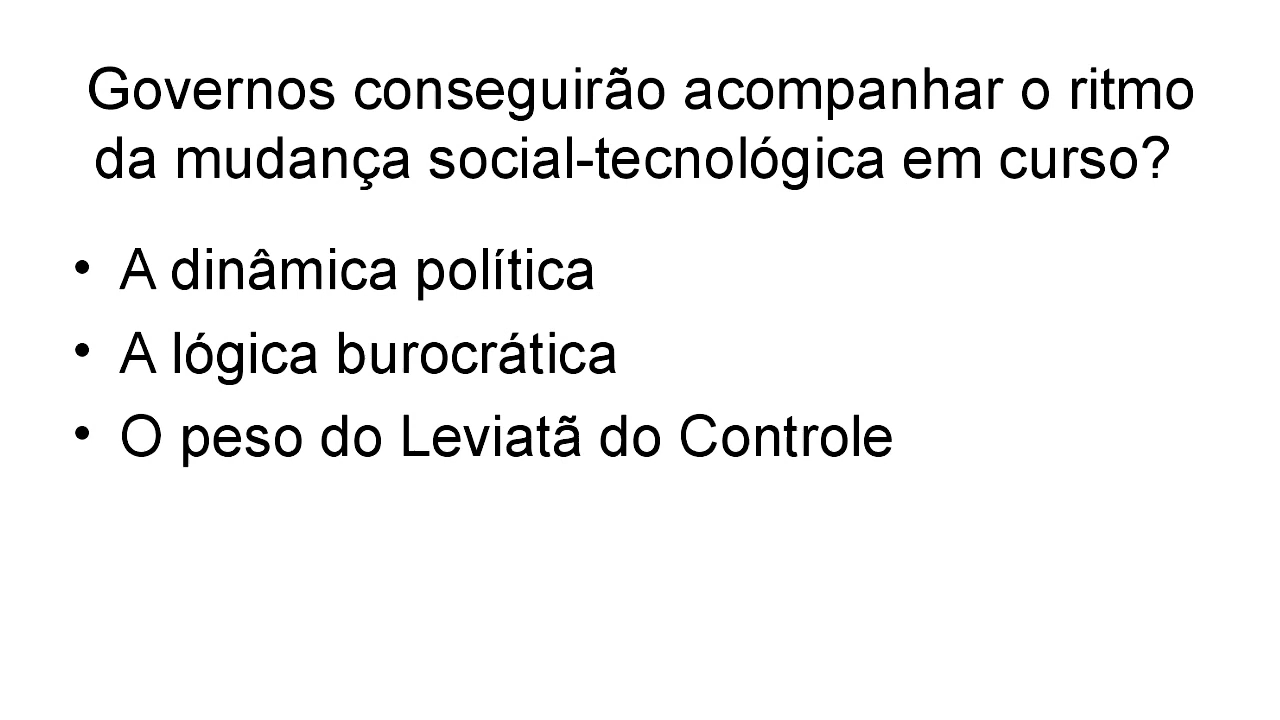 Governos conseguirão acompanhar o ritmo
da mudança social-tecnológica em curso?
• A dinâmica política
• A lógica burocrática
• O peso do Leviatã do Controle